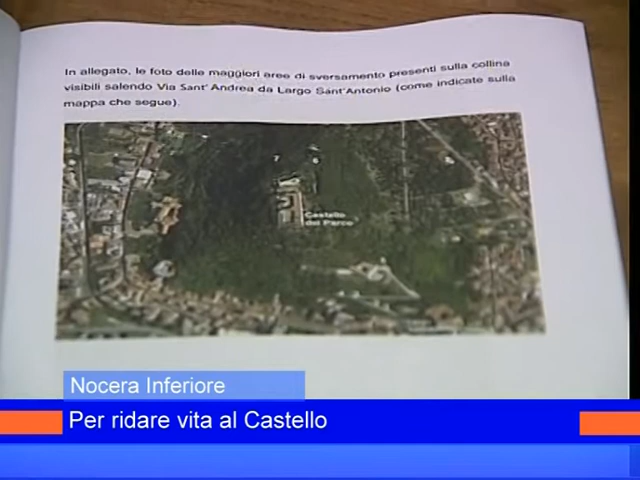 In allegato, le foto delle maggiori aree di sversamento presenti sulla collina
visibili salendo Via Sant'Andrea da Largo Sant'Antonio (come indicate sulla
mappa che segue).
7
Castello
del Parco
Nocera Inferiore
Per ridare vita al Castello